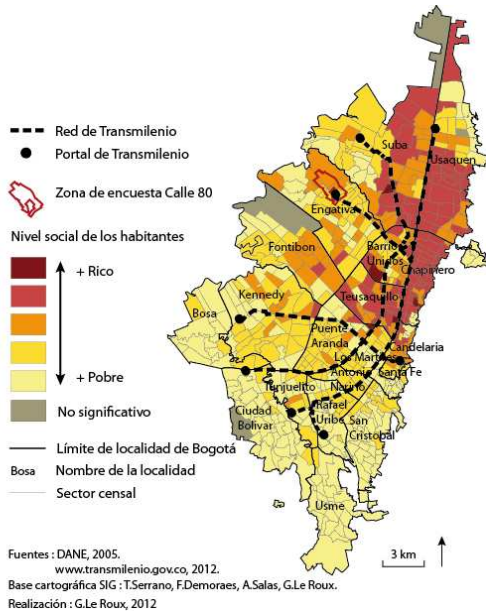 Red de Transmilenio
Portal de Transmilenio
Zona de encuesta Calle 80
Nivel social de los habitantes
+ Rico
+ Pobre
No significativo
Límite de localidad de Bogotá
Bosa
Nombre de la localidad
Sector censal
Suba
Usaquen
Engativa
Fontibon
Barrios
Unidos
Chapinero
Teusaquillo
Kennedy
Bosa
Puente
Aranda
Candelaria
Los Martires
Santa Fe
Antonio
Nariño
Tunjuelito
Rafael
Uribe
San
Cristobal
Ciudad
Bolivar
Usme
3 km
Fuentes : DANE, 2005.
www.transmilenio.gov.co, 2012.
Base cartográfica SIG : T.Serrano, F.Demoraes, A.Salas, G.Le Roux.
Realización : G.Le Roux, 2012